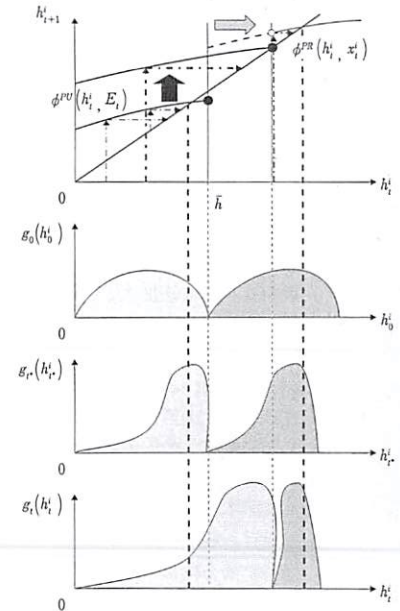 h^i_{t+1}
ϕ^{PU}(h^i_t, E_t)
ϕ^{PR}(h^i_t, x^i_t)
0
h̄
h^i_t
g_0(h^i_0)
0
h^i_0
g_{t*}(h^i_{t*})
0
h^i_{t*}
g_t(h^i_t)
0
h^i_t